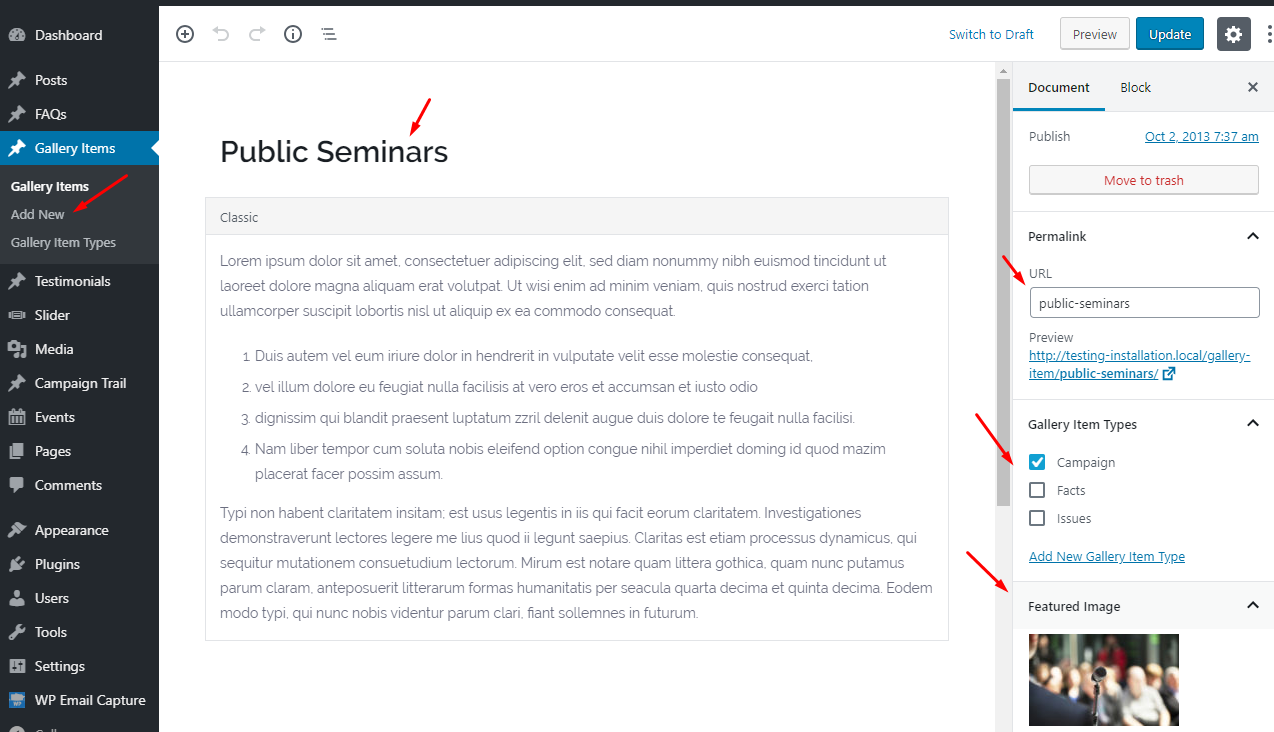 Dashboard
Posts
FAQs
Gallery Items
Gallery Items
Add New
Gallery Item Types
Testimonials
Slider
Media
Campaign Trail
Events
Pages
Comments
Appearance
Plugins
Users
Tools
Settings
WP Email Capture
Switch to Draft
Preview
Update
Public Seminars
Classic
Lorem ipsum dolor sit amet, consectetuer adipiscing elit, sed diam nonummy nibh euismod tincidunt ut
laoreet dolore magna aliquam erat volutpat. Ut wisi enim ad minim veniam, quis nostrud exerci tation
ullamcorper suscipit lobortis nisl ut aliquip ex ea commodo consequat.
1. Duis autem vel eum iriure dolor in hendrerit in vulputate velit esse molestie consequat,
2. vel illum dolore eu feugiat nulla facilisis at vero eros et accumsan et iusto odio
3. dignissim qui blandit praesent luptatum zzril delenit augue duis dolore te feugait nulla facilisi.
4. Nam liber tempor cum soluta nobis eleifend option congue nihil imperdiet doming id quod mazim
placerat facer possim assum.
Typi non habent claritatem insitam; est usus legentis in iis qui facit eorum claritatem. Investigationes
demonstraverunt lectores legere me lius quod ii legunt saepius. Claritas est etiam processus dynamicus, qui
sequitur mutationem consuetudium lectorum. Mirum est notare quam littera gothica, quam nunc putamus
parum claram, anteposuerit litterarum formas humanitatis per seacula quarta decima et quinta decima. Eodem
modo typi, qui nunc nobis videntur parum clari, fiant sollemnes in futurum.
Document
Block
Publish
Oct 2, 2013 7:37 am
Move to trash
Permalink
URL
public-seminars
Preview
http://testing-installation.local/gallery-
item/public-seminars/
Gallery Item Types
Campaign
Facts
Issues
Add New Gallery Item Type
Featured Image